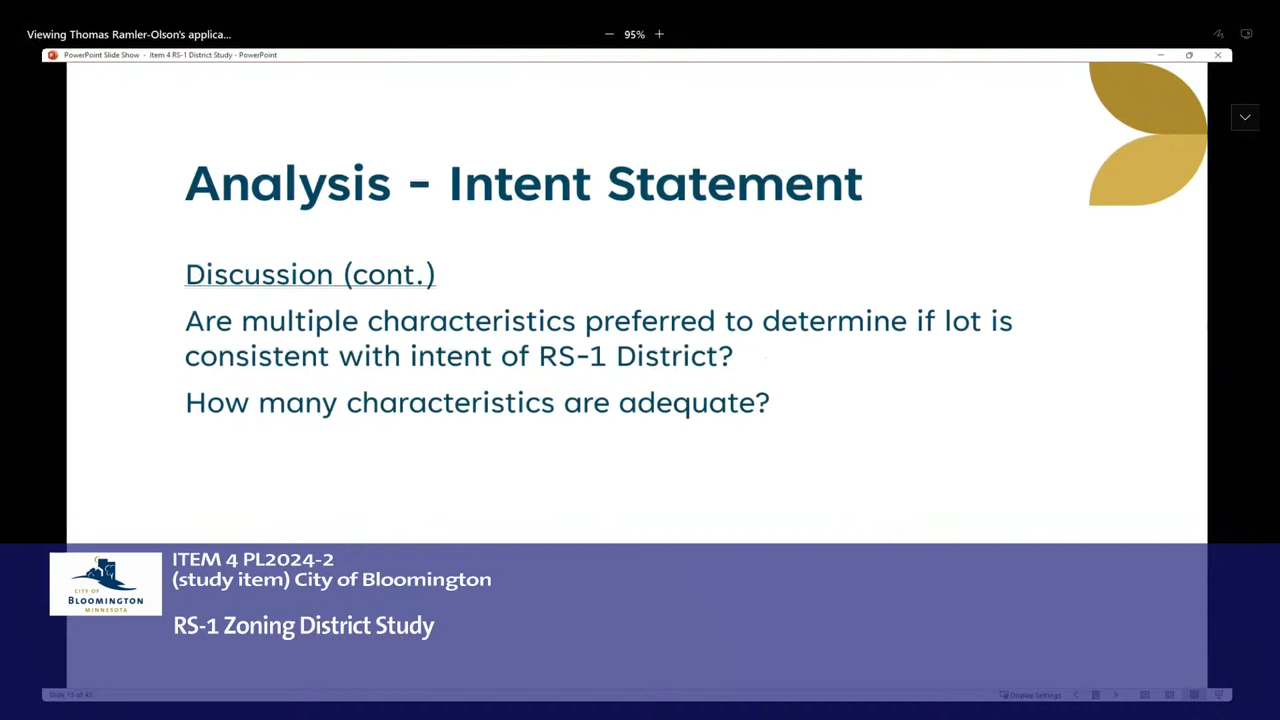 Viewing Thomas Ramler-Olson's applica...
95%
PowerPoint Slide Show - Item 4 RS-1 District Study - PowerPoint
Analysis - Intent Statement
Discussion (cont.)
Are multiple characteristics preferred to determine if lot is
consistent with intent of RS-1 District?
How many characteristics are adequate?
CITY OF
BLOOMINGTON
MINNESOTA
ITEM 4 PL2024-2
(study item) City of Bloomington
RS-1 Zoning District Study
Display Settings